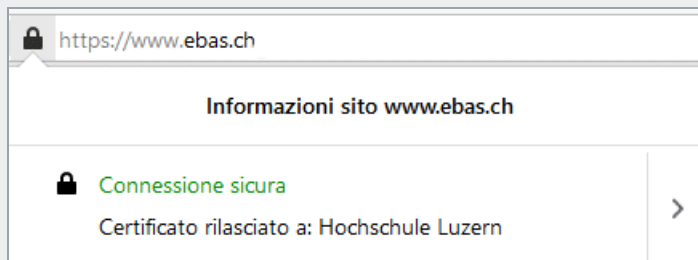 https://www.ebas.ch
Informazioni sito www.ebas.ch
Connessione sicura
Certificato rilasciato a: Hochschule Luzern